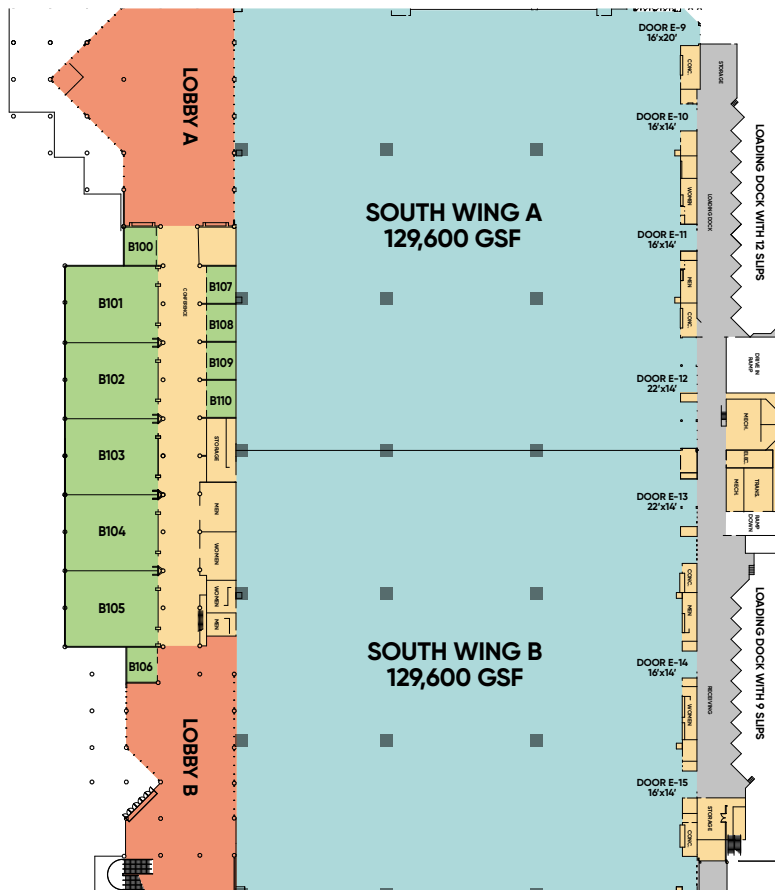 DOOR E-9
16'x20'
CONC.
STORAGE
LOBBY A
DOOR E-10
16'x14'
LOADING DOCK WITH 12 SLIPS
WOMEN
LOADING DOCK
SOUTH WING A
129,600 GSF
DOOR E-11
16'x14'
B100
B101
B107
CONFERENCE
MEN
CONC.
B108
B109
DRIVE IN
RAMP
B102
DOOR E-12
22'x14'
B110
MECH.
B103
STORAGE
ELEC.
MECH.
TRANS.
DOOR E-13
22'x14'
MEN
RAMP
DOWN
B104
WOMEN
CONC.
B105
WOMEN
MEN
MEN
LOADING DOCK WITH 9 SLIPS
SOUTH WING B
129,600 GSF
B106
DOOR E-14
16'x14'
WOMEN
RECEIVING
LOBBY B
DOOR E-15
16'x14'
STORAGE
CONC.